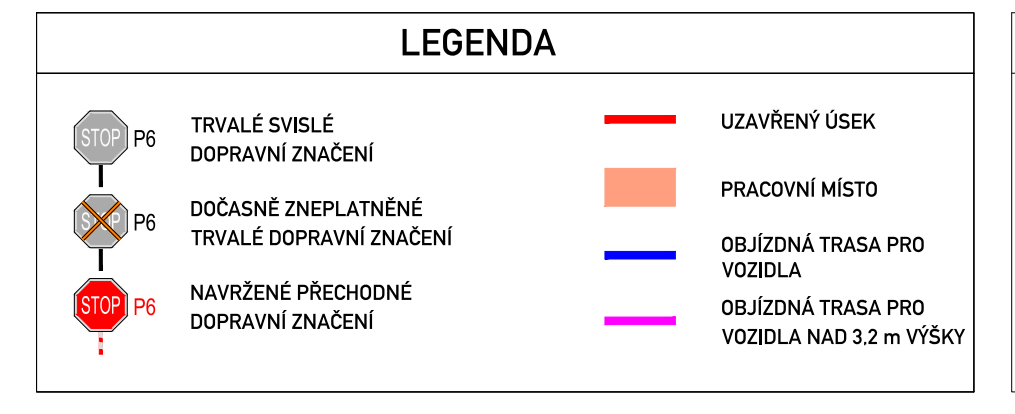 LEGENDA
STOP P6
TRVALÉ SVISLÉ
DOPRAVNÍ ZNAČENÍ
STOP P6
DOČASNĚ ZNEPLATNĚNÉ
TRVALÉ DOPRAVNÍ ZNAČENÍ
STOP P6
NAVRŽENÉ PŘECHODNÉ
DOPRAVNÍ ZNAČENÍ
UZAVŘENÝ ÚSEK
PRACOVNÍ MÍSTO
OBJÍZDNÁ TRASA PRO
VOZIDLA
OBJÍZDNÁ TRASA PRO
VOZIDLA NAD 3,2 m VÝŠKY